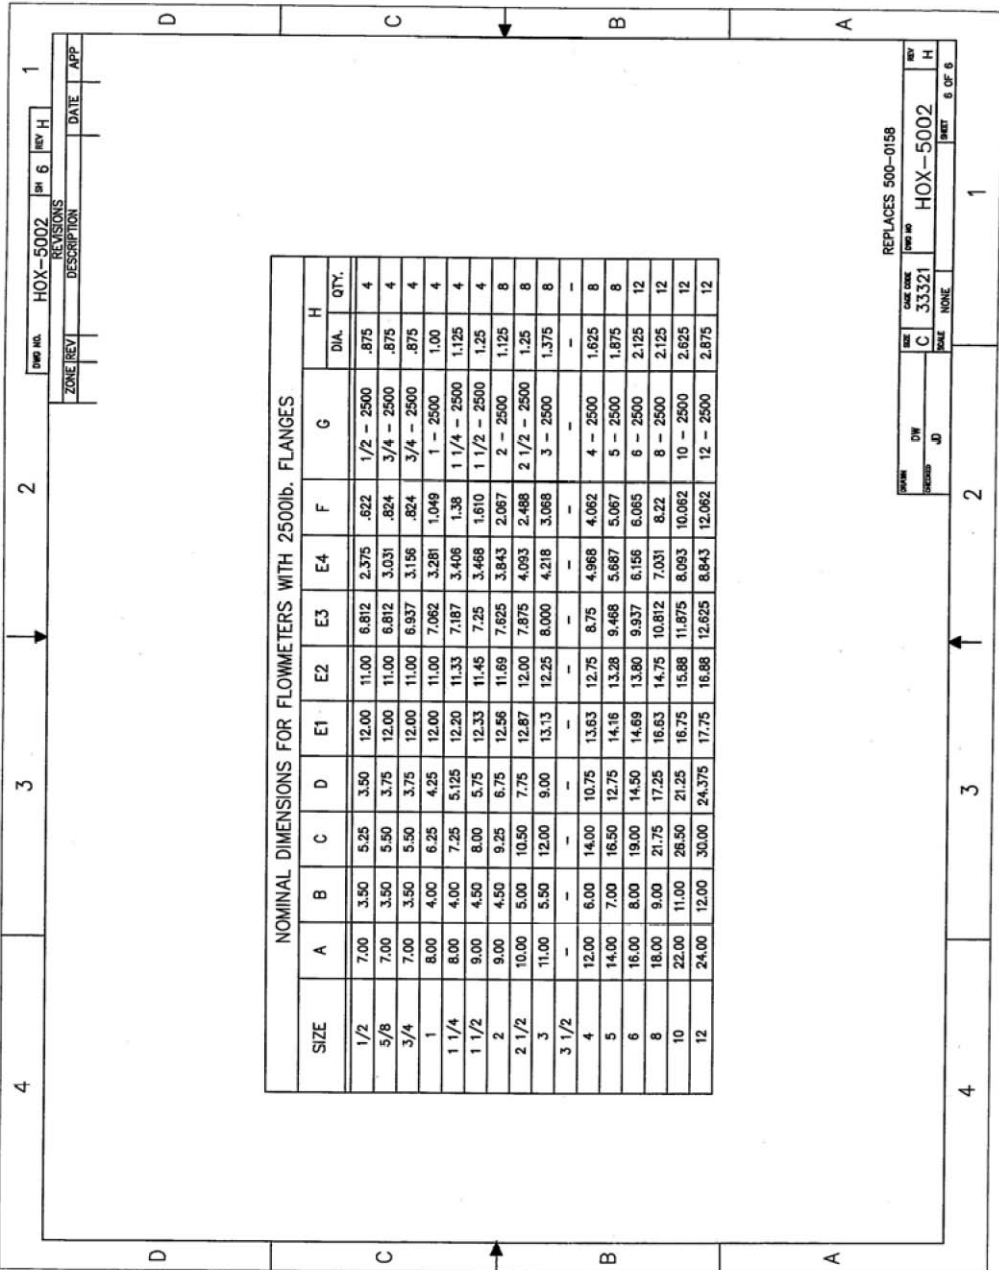 4
3
2
1
DWG NO. HOX-5002 SH 6 REV H
REVISIONS
ZONE REV DESCRIPTION DATE APP
D
C
B
A
D
C
B
A
NOMINAL DIMENSIONS FOR FLOWMETERS WITH 2500lb. FLANGES
SIZE A B C D E1 E2 E3 E4 F G H
DIA. QTY.
1/2 7.00 3.50 5.25 3.50 12.00 11.00 6.812 2.375 .622 1/2 - 2500 .875 4
5/8 7.00 3.50 5.50 3.75 12.00 11.00 6.812 3.031 .824 3/4 - 2500 .875 4
3/4 7.00 3.50 5.50 3.75 12.00 11.00 6.937 3.156 .824 3/4 - 2500 .875 4
1 8.00 4.00 6.25 4.25 12.00 11.00 7.062 3.281 1.049 1 - 2500 1.00 4
1 1/4 8.00 4.00 7.25 5.125 12.20 11.33 7.187 3.406 1.38 1 1/4 - 2500 1.125 4
1 1/2 9.00 4.50 8.00 5.75 12.33 11.45 7.25 3.468 1.610 1 1/2 - 2500 1.25 4
2 9.00 4.50 9.25 6.75 12.56 11.69 7.625 3.843 2.067 2 - 2500 1.125 8
2 1/2 10.00 5.00 10.50 7.75 12.87 12.00 7.875 4.093 2.488 2 1/2 - 2500 1.25 8
3 11.00 5.50 12.00 9.00 13.13 12.25 8.000 4.218 3.068 3 - 2500 1.375 8
3 1/2 - - - - - - - - - - - -
4 12.00 6.00 14.00 10.75 13.63 12.75 8.75 4.968 4.062 4 - 2500 1.625 8
5 14.00 7.00 16.50 12.75 14.16 13.28 9.468 5.687 5.067 5 - 2500 1.875 8
6 16.00 8.00 19.00 14.50 14.69 13.80 9.937 6.156 6.065 6 - 2500 2.125 12
8 18.00 9.00 21.75 17.25 16.63 14.75 10.812 7.031 8.22 8 - 2500 2.125 12
10 22.00 11.00 26.50 21.25 16.75 15.88 11.875 8.093 10.062 10 - 2500 2.625 12
12 24.00 12.00 30.00 24.375 17.75 16.88 12.625 8.843 12.062 12 - 2500 2.875 12
REPLACES 500-0158
DRAWN DW
CHECKED JD
SIZE C CAGE CODE 33321 DWG NO HOX-5002 REV H
SCALE NONE SHEET 6 OF 6
4
3
2
1